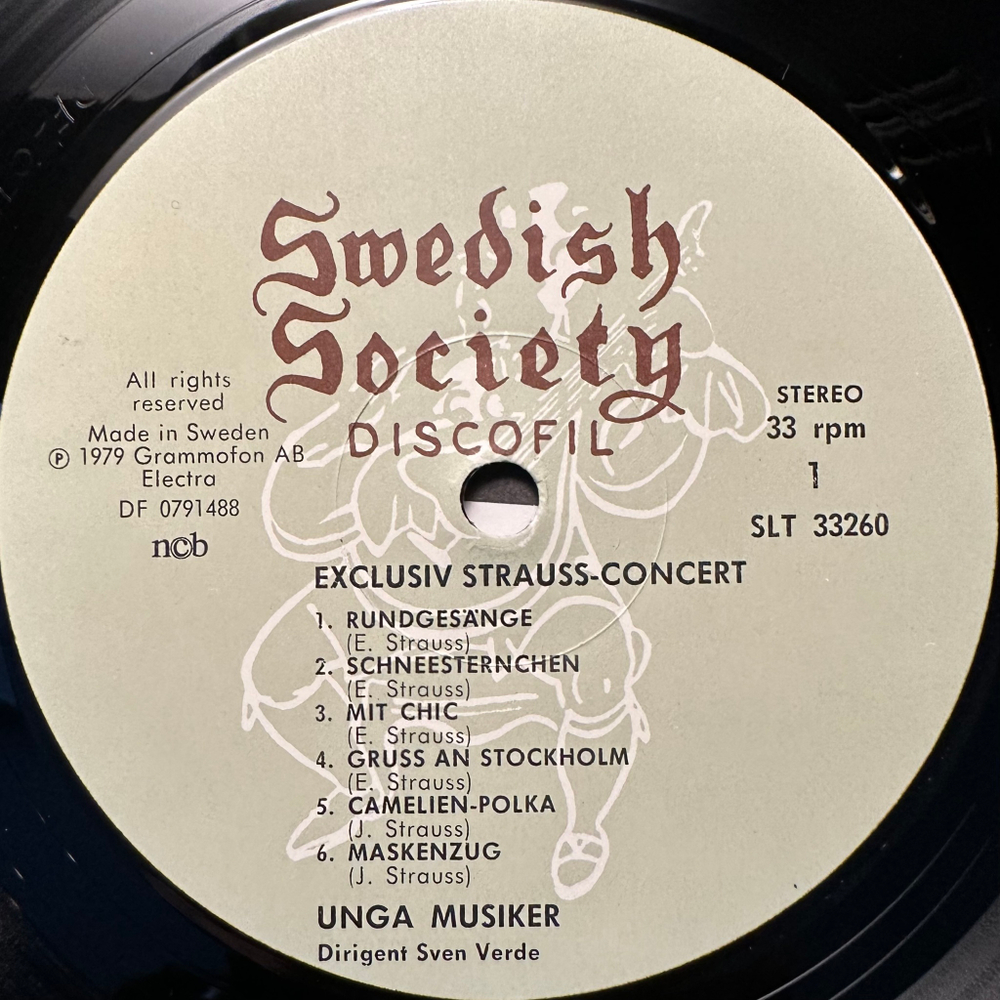 Swedish
Society
DISCOFIL
All rights
reserved
Made in Sweden
Ⓟ 1979 Grammofon AB
Electra
DF 0791488
ncb
STEREO
33 rpm
1
SLT 33260
EXCLUSIV STRAUSS-CONCERT
1. RUNDGESÄNGE
(E. Strauss)
2. SCHNEESTERNCHEN
(E. Strauss)
3. MIT CHIC
(E. Strauss)
4. GRUSS AN STOCKHOLM
(E. Strauss)
5. CAMELIEN-POLKA
(J. Strauss)
6. MASKENZUG
(J. Strauss)
UNGA MUSIKER
Dirigent Sven Verde